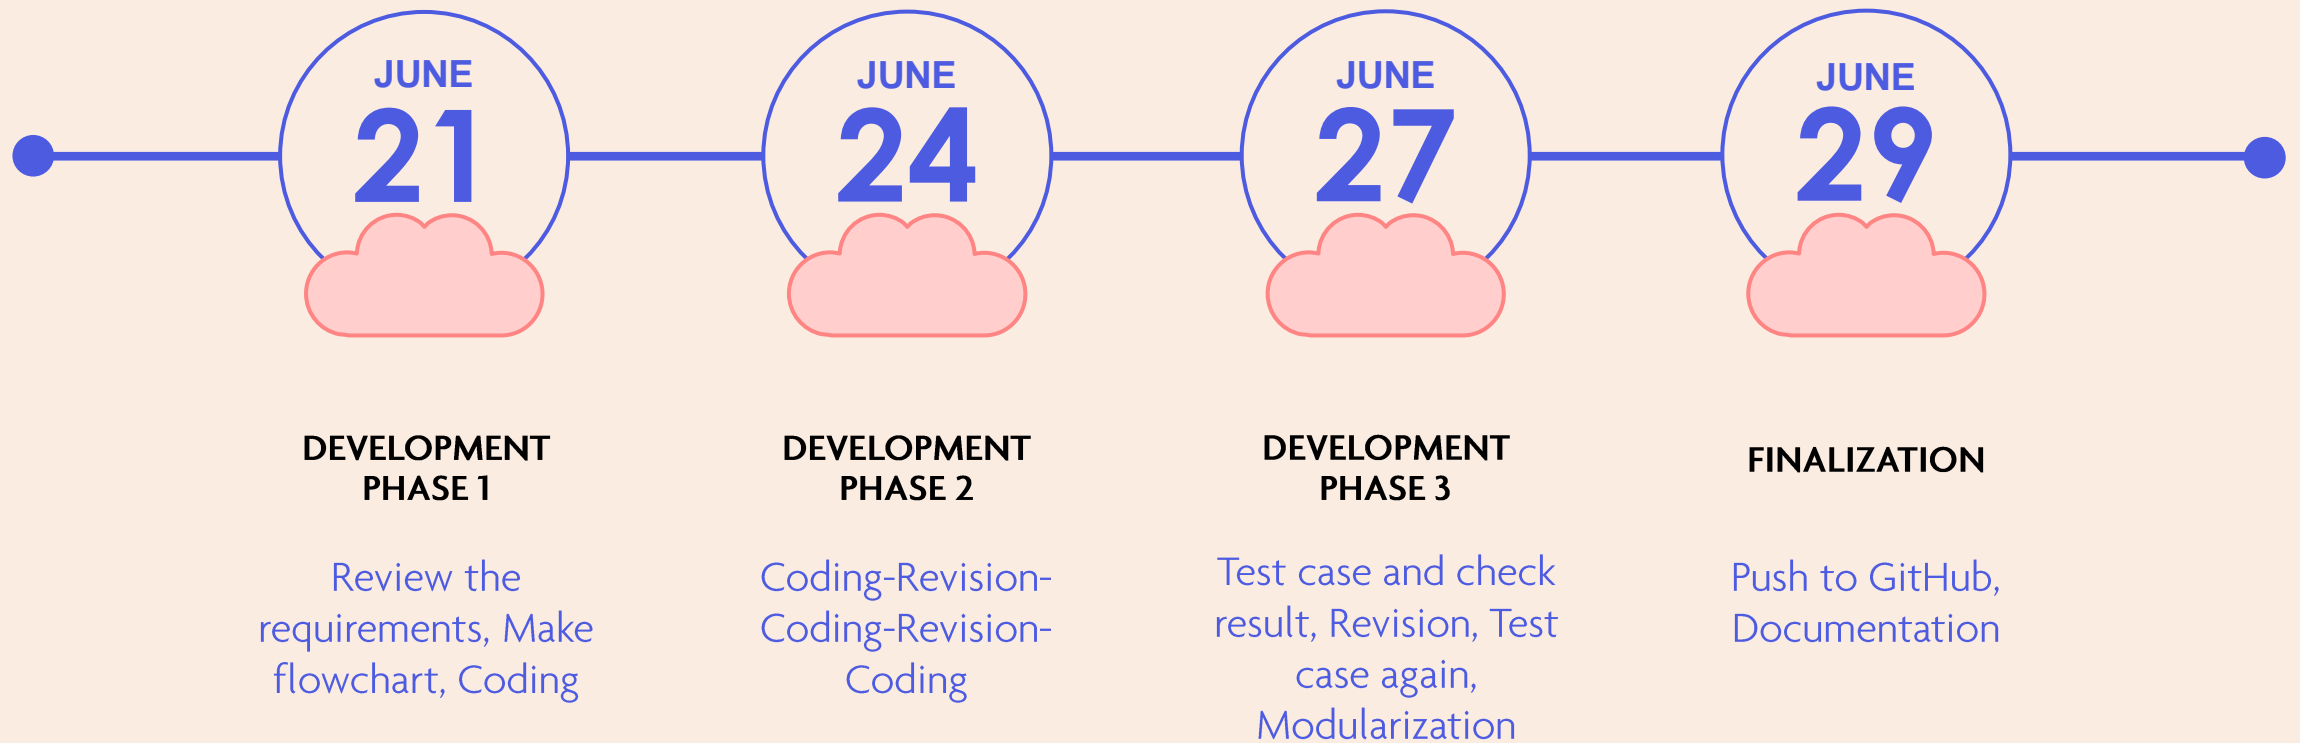 JUNE
21
JUNE
24
JUNE
27
JUNE
29
DEVELOPMENT
PHASE 1
Review the
requirements, Make
flowchart, Coding
DEVELOPMENT
PHASE 2
Coding-Revision-
Coding-Revision-
Coding
DEVELOPMENT
PHASE 3
Test case and check
result, Revision, Test
case again,
Modularization
FINALIZATION
Push to GitHub,
Documentation